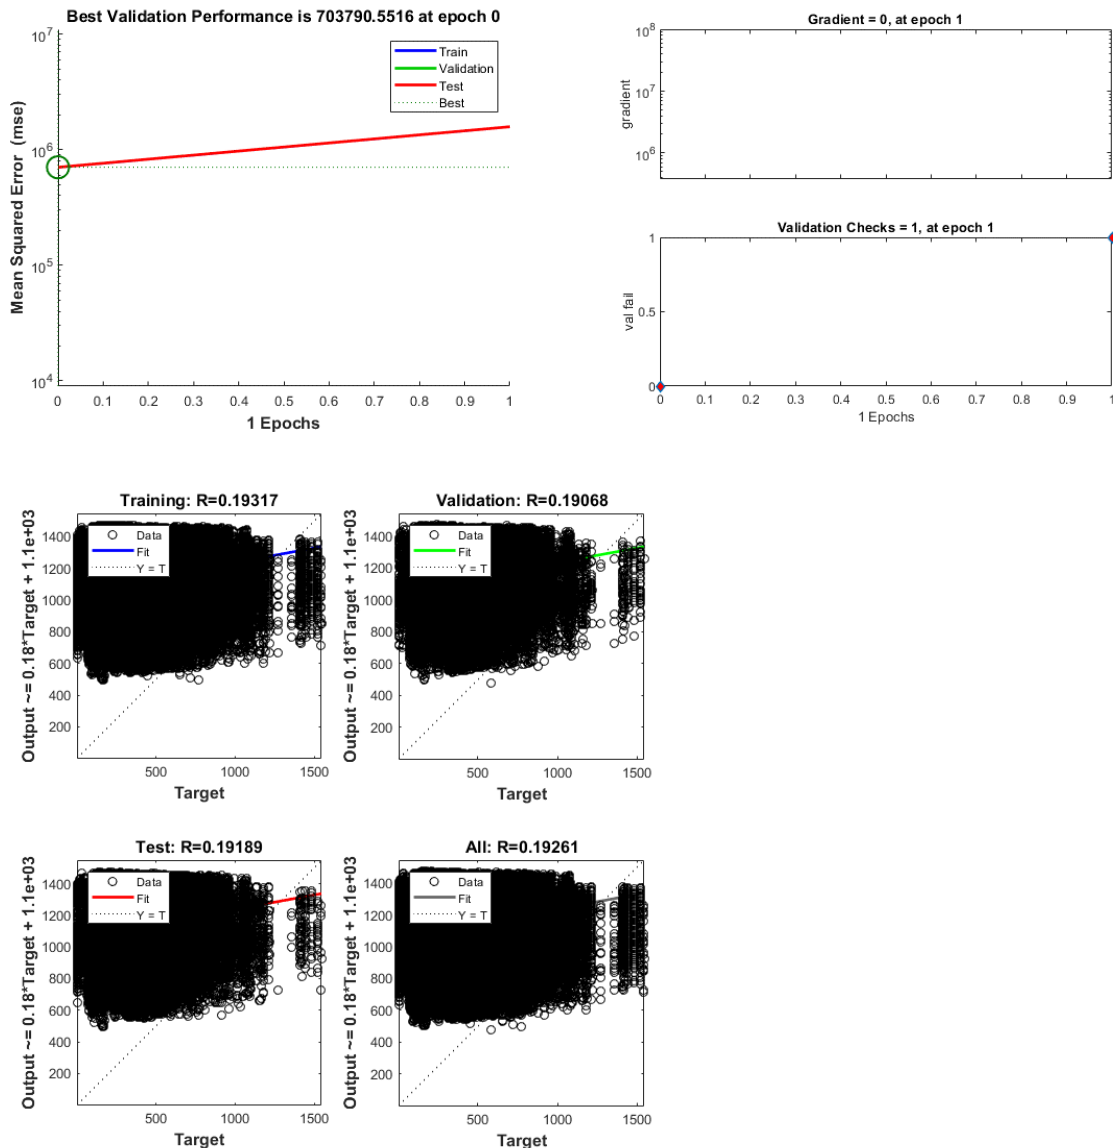 Best Validation Performance is 703790.5516 at epoch 0
10^7
10^6
10^5
10^4
Mean Squared Error (mse)
Train
Validation
Test
Best
0 0.1 0.2 0.3 0.4 0.5 0.6 0.7 0.8 0.9 1
1 Epochs
Gradient = 0, at epoch 1
10^8
10^7
10^6
gradient
Validation Checks = 1, at epoch 1
1
0.5
0
val fail
0 0.1 0.2 0.3 0.4 0.5 0.6 0.7 0.8 0.9 1
1 Epochs
Training: R=0.19317
Output ~= 0.18*Target + 1.1e+03
1400
1200
1000
800
600
400
200
Data
Fit
Y = T
500 1000 1500
Target
Validation: R=0.19068
Output ~= 0.18*Target + 1.1e+03
1400
1200
1000
800
600
400
200
Data
Fit
Y = T
500 1000 1500
Target
Test: R=0.19189
Output ~= 0.18*Target + 1.1e+03
1400
1200
1000
800
600
400
200
Data
Fit
Y = T
500 1000 1500
Target
All: R=0.19261
Output ~= 0.18*Target + 1.1e+03
1400
1200
1000
800
600
400
200
Data
Fit
Y = T
500 1000 1500
Target